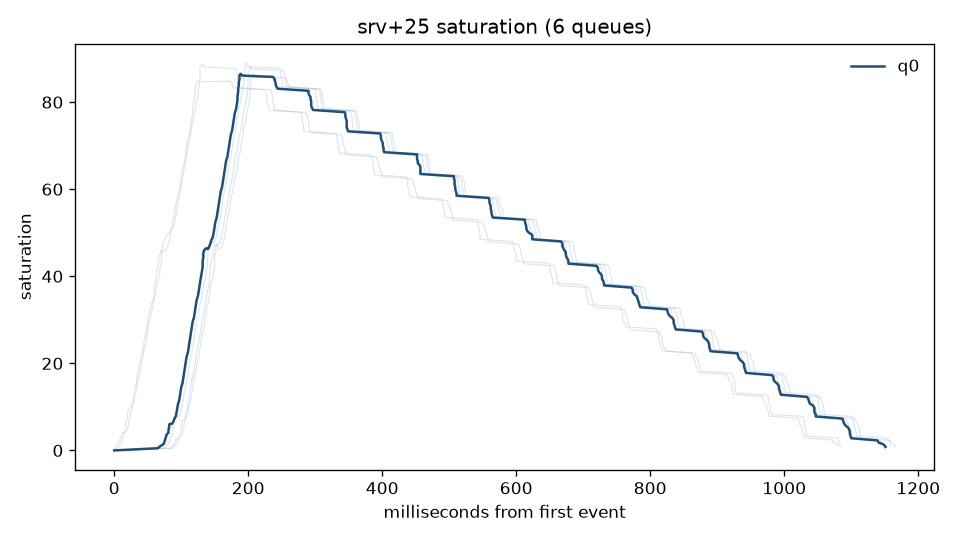 srv+25 saturation (6 queues)
q0
saturation
80
60
40
20
0
0 200 400 600 800 1000 1200
milliseconds from first event